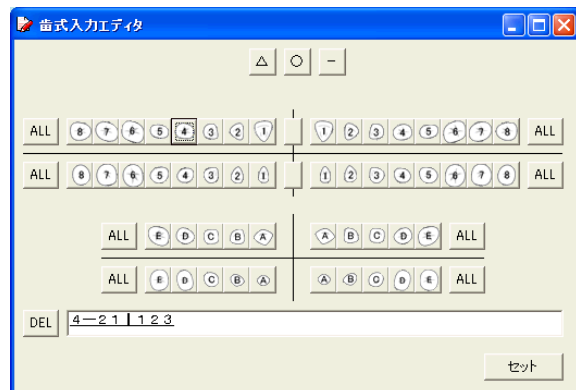 歯式入力エディタ
△ ○ −
ALL 8 7 6 5 4 3 2 1 1 2 3 4 5 6 7 8 ALL
ALL 8 7 6 5 4 3 2 1 1 2 3 4 5 6 7 8 ALL
ALL E D C B A A B C D E ALL
ALL E D C B A A B C D E ALL
DEL 4−21|123
セット